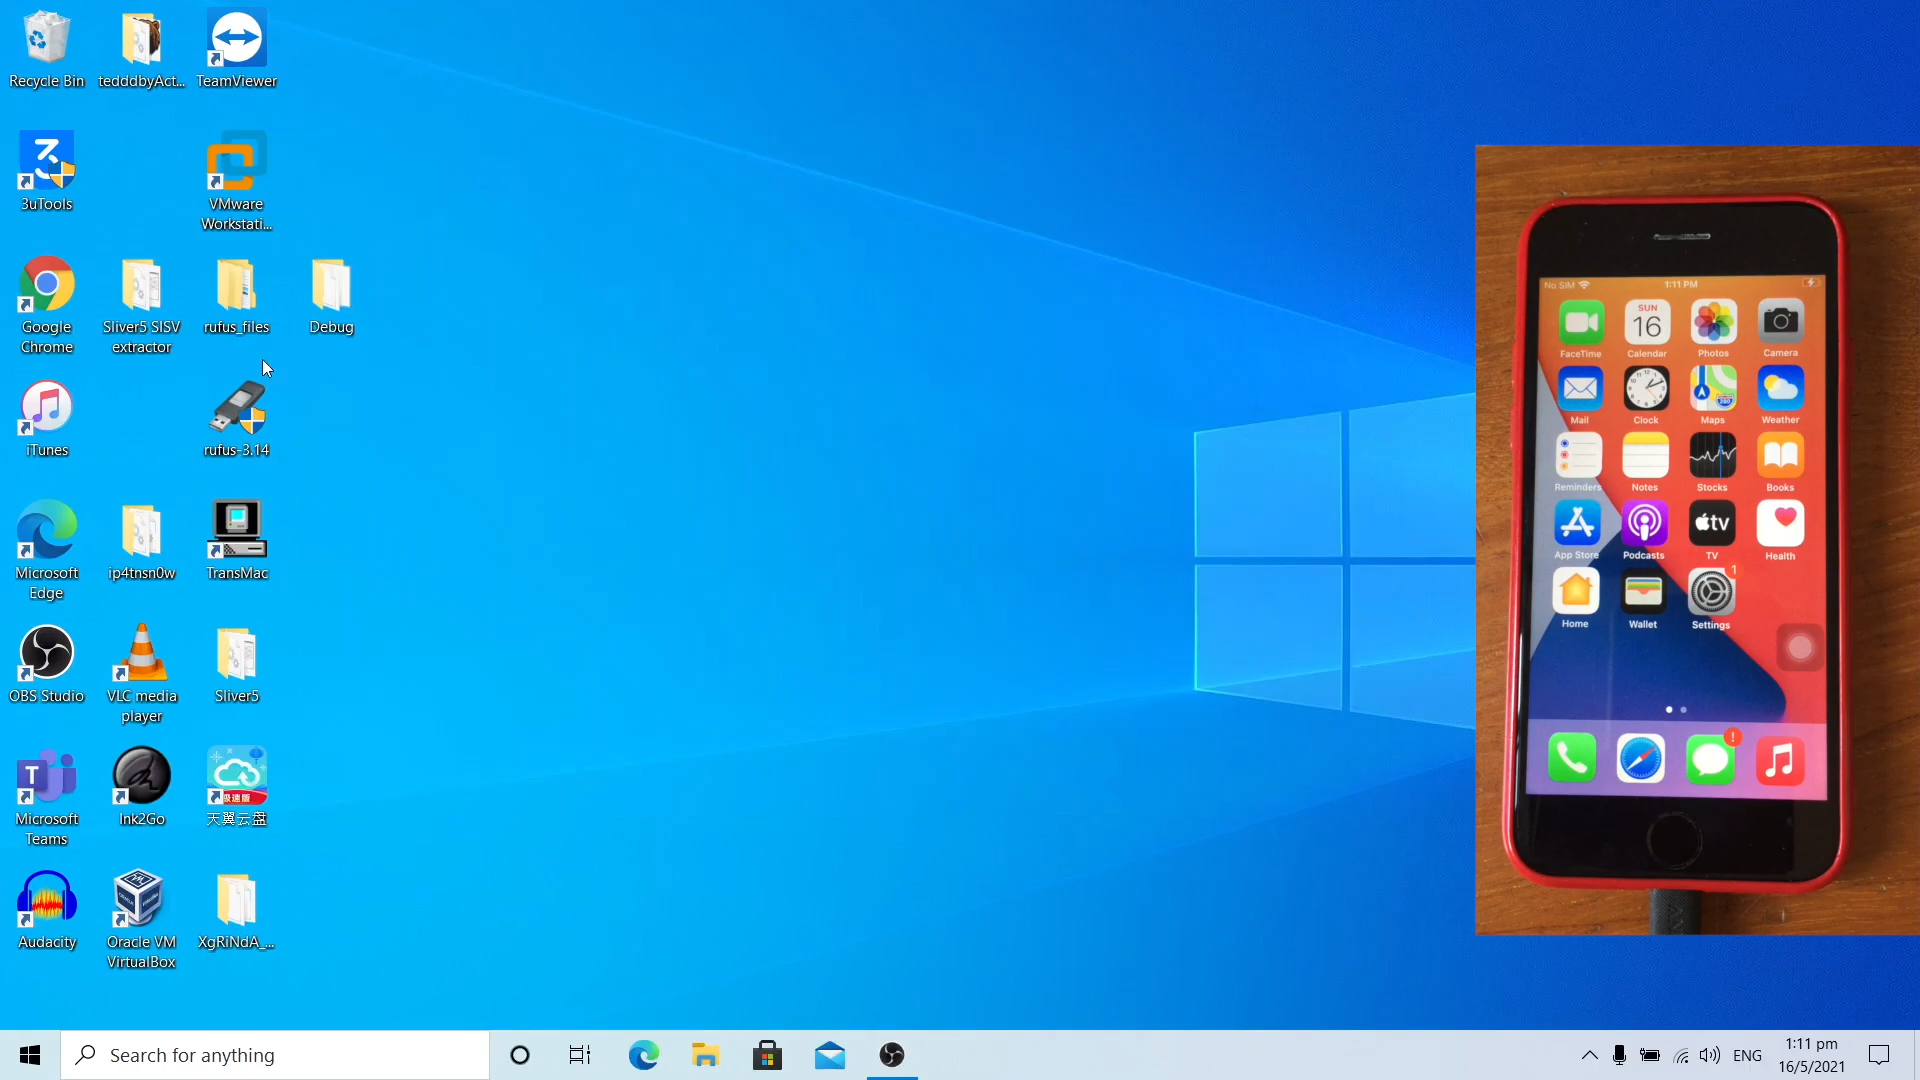 Recycle Bin
tedddbyAct...
TeamViewer
3uTools
VMware
Workstati...
Google
Chrome
Sliver5 SISV
extractor
rufus_files
Debug
iTunes
rufus-3.14
Microsoft
Edge
ip4tnsn0w
TransMac
OBS Studio
VLC media
player
Sliver5
Microsoft
Teams
Ink2Go
极速版
天翼云盘
Audacity
Oracle VM
VirtualBox
XgRiNdA_...
No SIM
1:11 PM
SUN
16
FaceTime
Calendar
Photos
Camera
Mail
Clock
Maps
Weather
Reminders
Notes
Stocks
Books
tv
App Store
Podcasts
TV
Health
1
Home
Wallet
Settings
!
Search for anything
ENG
1:11 pm
16/5/2021